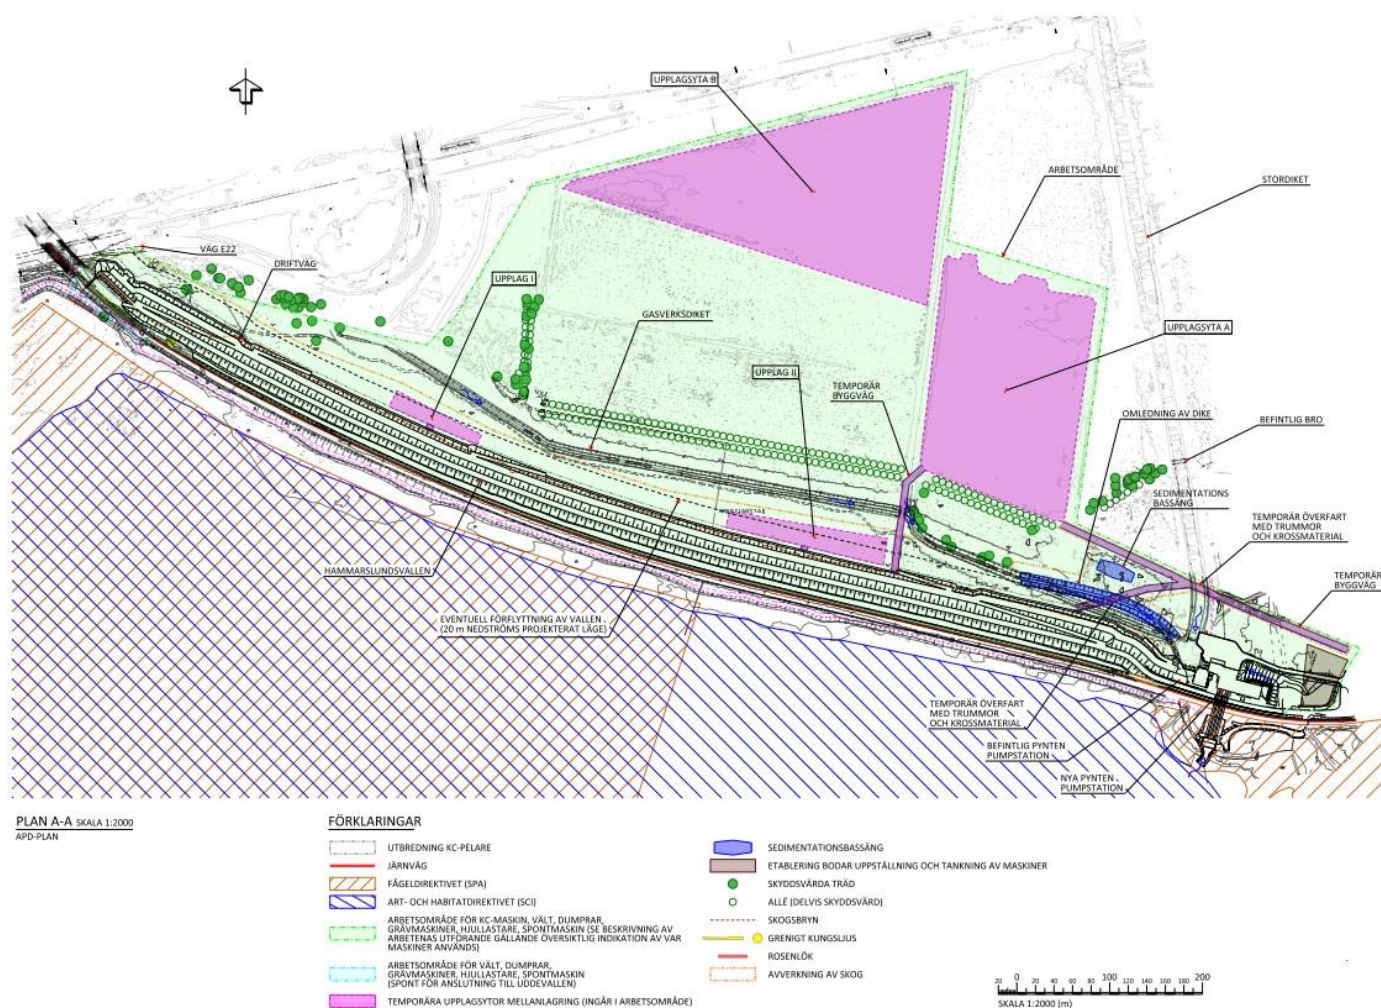 UPPLAGSYTA B
ARBETSOMRÅDE
STORDIKET
VÄG E22
DRIFTVÄG
UPPLAG I
GASVERKSDIKET
UPPLAGSYTA A
UPPLAG II
TEMPORÄR
BYGGVÄG
OMLEDNING AV DIKE
BEFINTLIG BRO
SEDIMENTATIONS
BASSÄNG
TEMPORÄR ÖVERFART
MED TRUMMOR
OCH KROSSMATERIAL
TEMPORÄR
BYGGVÄG
HAMMARSLUNDSVALLEN
EVENTUELL FÖRFLYTTNING AV VALLEN
(20 m NEDSTRÖMS PROJEKTERAT LÄGE)
TEMPORÄR ÖVERFART
MED TRUMMOR
OCH KROSSMATERIAL
BEFINTLIG PYNTEN
PUMPSTATION
NYA PYNTEN
PUMPSTATION
PLAN A-A SKALA 1:2000
APD-PLAN
FÖRKLARINGAR
UTBREDNING KC-PELARE
JÄRNVÄG
FÅGELDIREKTIVET (SPA)
ART- OCH HABITATDIREKTIVET (SCI)
ARBETSOMRÅDE FÖR KC-MASKIN, VÄLT, DUMPRAR,
GRÄVMASKINER, HJULLASTARE, SPONTMASKIN (SE BESKRIVNING AV
ARBETENAS UTFÖRANDE GÄLLANDE ÖVERSIKTLIG INDIKATION AV VAR
MASKINER ANVÄNDS)
ARBETSOMRÅDE FÖR VÄLT, DUMPRAR,
GRÄVMASKINER, HJULLASTARE, SPONTMASKIN
(SPONT FÖR ANSLUTNING TILL UDDEVALLEN)
TEMPORÄRA UPPLAGSYTOR MELLANLAGRING (INGÅR I ARBETSOMRÅDE)
SEDIMENTATIONSBASSÄNG
ETABLERING BODAR UPPSTÄLLNING OCH TANKNING AV MASKINER
SKYDDSVÄRDA TRÄD
ALLÉ (DELVIS SKYDDSVÄRD)
SKOGSBRYN
GRENIGT KUNGSLJUS
ROSENLÖK
AVVERKNING AV SKOG
20 0 20 40 60 80 100 120 140 160 180 200
SKALA 1:2000 (m)